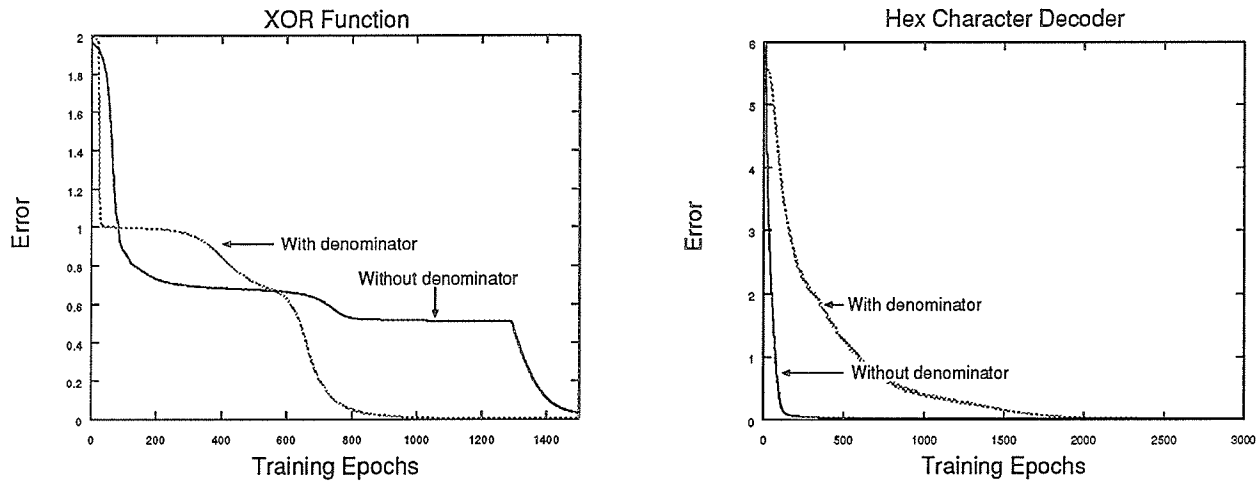 XOR Function
2
1.8
1.6
1.4
1.2
1
0.8
0.6
0.4
0.2
0
Error
With denominator
Without denominator
0 200 400 600 800 1000 1200 1400
Training Epochs
Hex Character Decoder
6
5
4
3
2
1
0
Error
With denominator
Without denominator
0 500 1000 1500 2000 2500 3000
Training Epochs